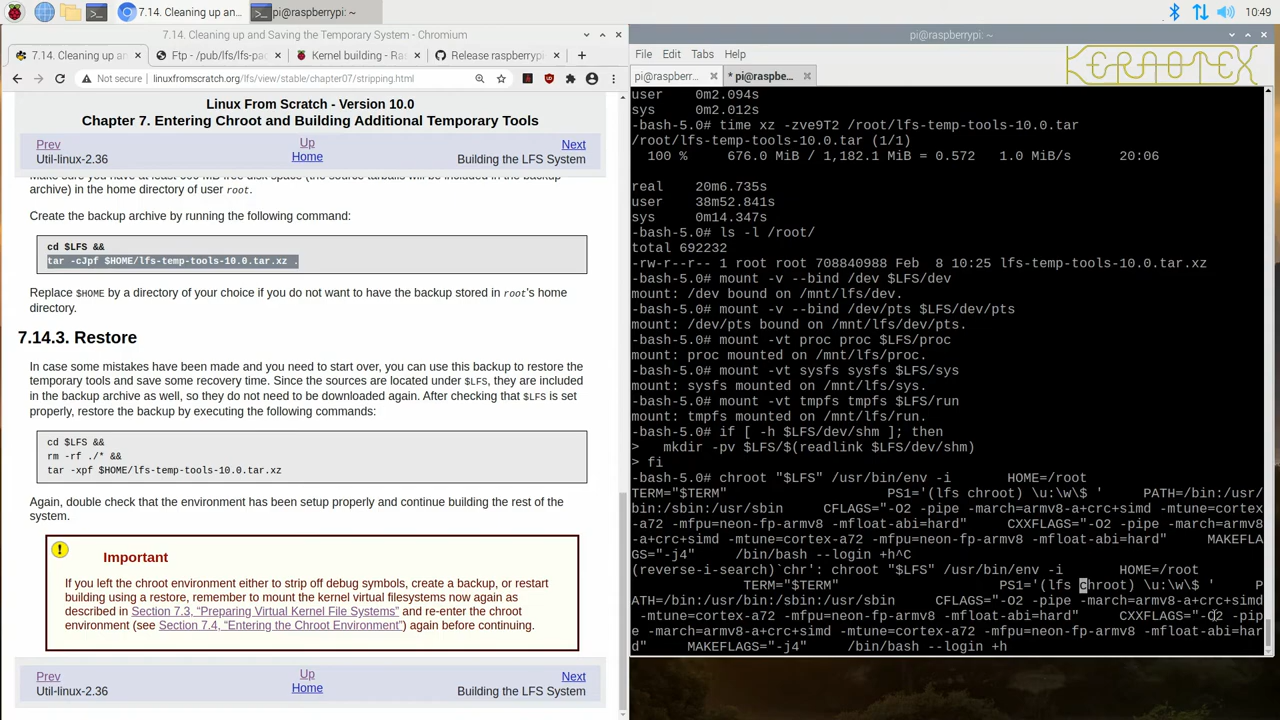 7.14. Cleaning up an...
pi@raspberrypi: ~
10:49
7.14. Cleaning up and Saving the Temporary System - Chromium
pi@raspberrypi: ~
7.14. Cleaning up an
Ftp - /pub/lfs/lfs-pac
Kernel building - Ras
Release raspberrypi
File Edit Tabs Help
KERAOTEX
Not secure | linuxfromscratch.org/lfs/view/stable/chapter07/stripping.html
pi@raspberr...
* pi@raspbe...
Linux From Scratch - Version 10.0
Chapter 7. Entering Chroot and Building Additional Temporary Tools
Prev
Up
Next
Util-linux-2.36
Home
Building the LFS System
archive) in the home directory of user root.
Create the backup archive by running the following command:
cd $LFS &&
tar -cJpf $HOME/lfs-temp-tools-10.0.tar.xz .
Replace $HOME by a directory of your choice if you do not want to have the backup stored in root's home
directory.
7.14.3. Restore
In case some mistakes have been made and you need to start over, you can use this backup to restore the
temporary tools and save some recovery time. Since the sources are located under $LFS, they are included
in the backup archive as well, so they do not need to be downloaded again. After checking that $LFS is set
properly, restore the backup by executing the following commands:
cd $LFS &&
rm -rf ./* &&
tar -xpf $HOME/lfs-temp-tools-10.0.tar.xz
Again, double check that the environment has been setup properly and continue building the rest of the
system.
Important
If you left the chroot environment either to strip off debug symbols, create a backup, or restart
building using a restore, remember to mount the kernel virtual filesystems now again as
described in Section 7.3, “Preparing Virtual Kernel File Systems” and re-enter the chroot
environment (see Section 7.4, “Entering the Chroot Environment”) again before continuing.
Prev
Up
Next
Util-linux-2.36
Home
Building the LFS System
user    0m2.094s
sys     0m2.012s
-bash-5.0# time xz -zve9T2 /root/lfs-temp-tools-10.0.tar
/root/lfs-temp-tools-10.0.tar (1/1)
100 %     676.0 MiB / 1,182.1 MiB = 0.572   1.0 MiB/s     20:06
real    20m6.735s
user    38m52.841s
sys     0m14.347s
-bash-5.0# ls -l /root/
total 692232
-rw-r--r-- 1 root root 708840988 Feb  8 10:25 lfs-temp-tools-10.0.tar.xz
-bash-5.0# mount -v --bind /dev $LFS/dev
mount: /dev bound on /mnt/lfs/dev.
-bash-5.0# mount -v --bind /dev/pts $LFS/dev/pts
mount: /dev/pts bound on /mnt/lfs/dev/pts.
-bash-5.0# mount -vt proc proc $LFS/proc
mount: proc mounted on /mnt/lfs/proc.
-bash-5.0# mount -vt sysfs sysfs $LFS/sys
mount: sysfs mounted on /mnt/lfs/sys.
-bash-5.0# mount -vt tmpfs tmpfs $LFS/run
mount: tmpfs mounted on /mnt/lfs/run.
-bash-5.0# if [ -h $LFS/dev/shm ]; then
>   mkdir -pv $LFS/$(readlink $LFS/dev/shm)
> fi
-bash-5.0# chroot "$LFS" /usr/bin/env -i      HOME=/root
TERM="$TERM"      PS1='(lfs chroot) \u:\w\$ '     PATH=/bin:/usr/
bin:/sbin:/usr/sbin     CFLAGS="-O2 -pipe -march=armv8-a+crc+simd -mtune=cortex
-a72 -mfpu=neon-fp-armv8 -mfloat-abi=hard"     CXXFLAGS="-O2 -pipe -march=armv8
-a+crc+simd -mtune=cortex-a72 -mfpu=neon-fp-armv8 -mfloat-abi=hard"     MAKEFLA
GS="-j4"     /bin/bash --login +h^C
(reverse-i-search)`chr': chroot "$LFS" /usr/bin/env -i      HOME=/root
TERM="$TERM"      PS1='(lfs chroot) \u:\w\$ '     P
ATH=/bin:/usr/bin:/sbin:/usr/sbin     CFLAGS="-O2 -pipe -march=armv8-a+crc+simd
-mtune=cortex-a72 -mfpu=neon-fp-armv8 -mfloat-abi=hard"     CXXFLAGS="-O2 -pip
e -march=armv8-a+crc+simd -mtune=cortex-a72 -mfpu=neon-fp-armv8 -mfloat-abi=har
d"     MAKEFLAGS="-j4"     /bin/bash --login +h